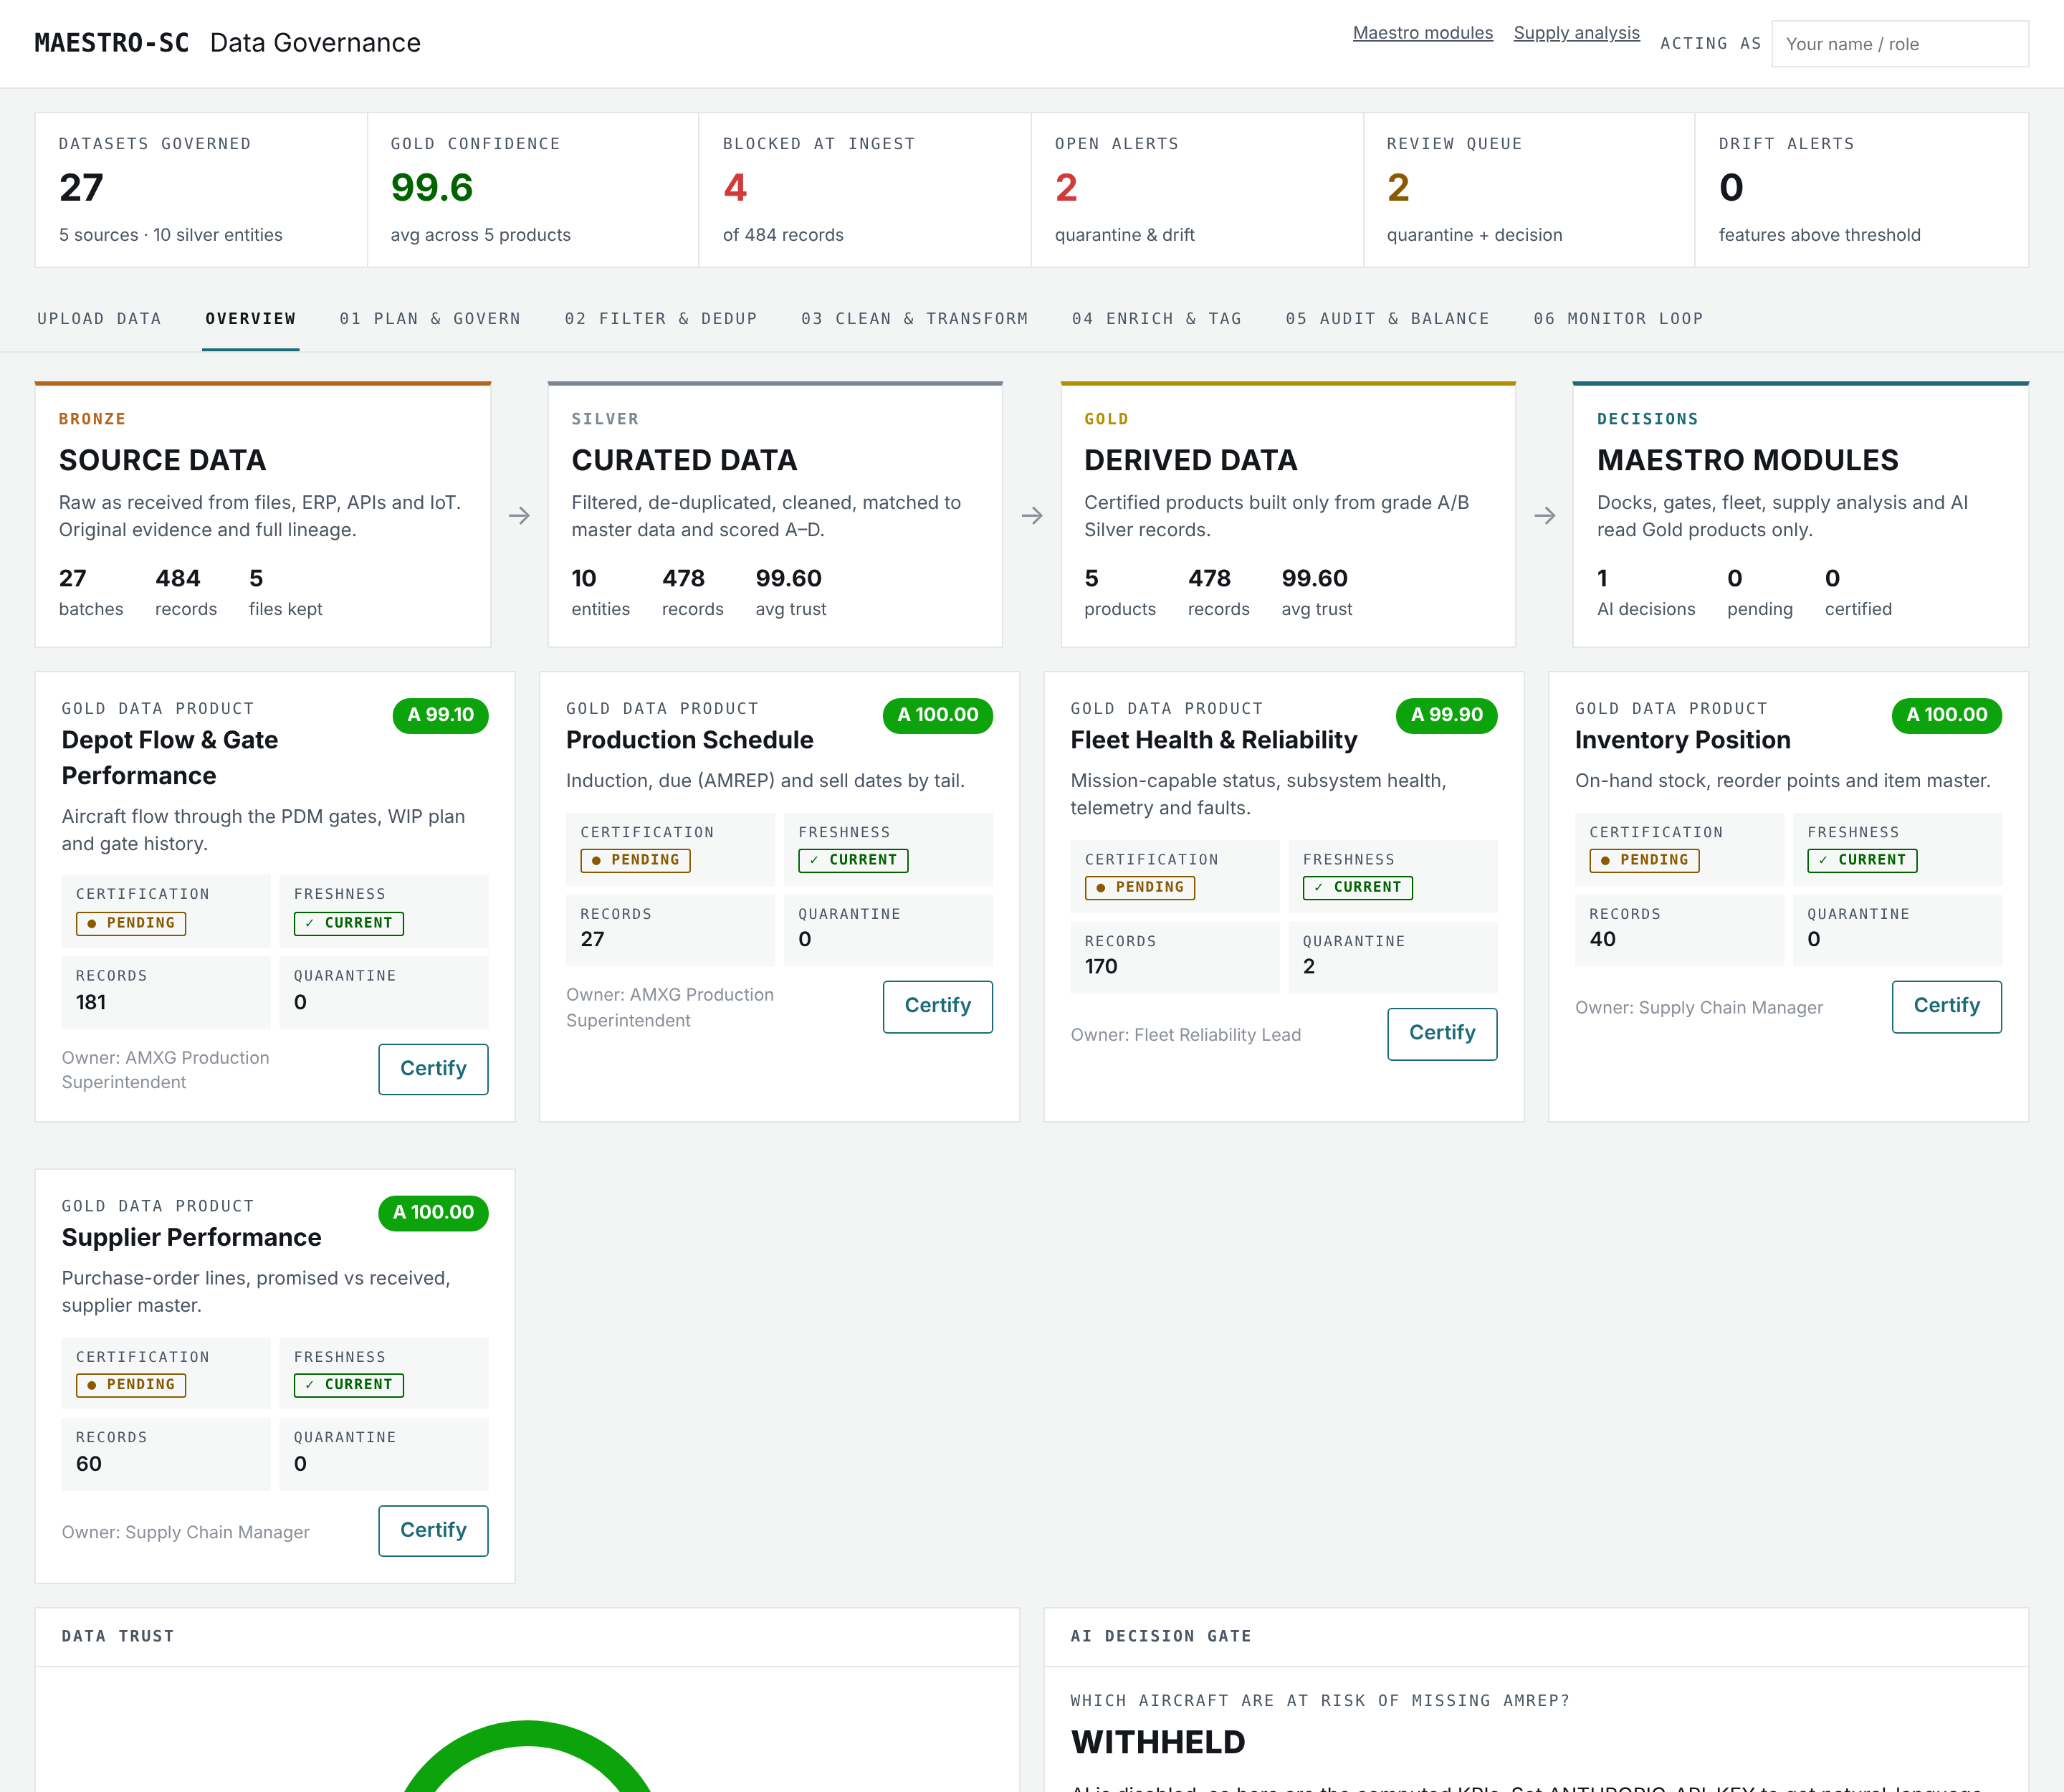 MAESTRO-SC Data Governance
Maestro modules Supply analysis ACTING AS Your name / role
DATASETS GOVERNED
27
5 sources · 10 silver entities
GOLD CONFIDENCE
99.6
avg across 5 products
BLOCKED AT INGEST
4
of 484 records
OPEN ALERTS
2
quarantine & drift
REVIEW QUEUE
2
quarantine + decision
DRIFT ALERTS
0
features above threshold
UPLOAD DATA OVERVIEW 01 PLAN & GOVERN 02 FILTER & DEDUP 03 CLEAN & TRANSFORM 04 ENRICH & TAG 05 AUDIT & BALANCE 06 MONITOR LOOP
BRONZE
SOURCE DATA
Raw as received from files, ERP, APIs and IoT.
Original evidence and full lineage.
27 484 5
batches records files kept
→
SILVER
CURATED DATA
Filtered, de-duplicated, cleaned, matched to
master data and scored A–D.
10 478 99.60
entities records avg trust
→
GOLD
DERIVED DATA
Certified products built only from grade A/B
Silver records.
5 478 99.60
products records avg trust
→
DECISIONS
MAESTRO MODULES
Docks, gates, fleet, supply analysis and AI
read Gold products only.
1 0 0
AI decisions pending certified
GOLD DATA PRODUCT
A 99.10
Depot Flow & Gate
Performance
Aircraft flow through the PDM gates, WIP plan
and gate history.
CERTIFICATION FRESHNESS
● PENDING ✓ CURRENT
RECORDS QUARANTINE
181 0
Owner: AMXG Production
Superintendent
Certify
GOLD DATA PRODUCT
A 100.00
Production Schedule
Induction, due (AMREP) and sell dates by tail.
CERTIFICATION FRESHNESS
● PENDING ✓ CURRENT
RECORDS QUARANTINE
27 0
Owner: AMXG Production
Superintendent
Certify
GOLD DATA PRODUCT
A 99.90
Fleet Health & Reliability
Mission-capable status, subsystem health,
telemetry and faults.
CERTIFICATION FRESHNESS
● PENDING ✓ CURRENT
RECORDS QUARANTINE
170 2
Owner: Fleet Reliability Lead
Certify
GOLD DATA PRODUCT
A 100.00
Inventory Position
On-hand stock, reorder points and item master.
CERTIFICATION FRESHNESS
● PENDING ✓ CURRENT
RECORDS QUARANTINE
40 0
Owner: Supply Chain Manager
Certify
GOLD DATA PRODUCT
A 100.00
Supplier Performance
Purchase-order lines, promised vs received,
supplier master.
CERTIFICATION FRESHNESS
● PENDING ✓ CURRENT
RECORDS QUARANTINE
60 0
Owner: Supply Chain Manager
Certify
DATA TRUST
AI DECISION GATE
WHICH AIRCRAFT ARE AT RISK OF MISSING AMREP?
WITHHELD